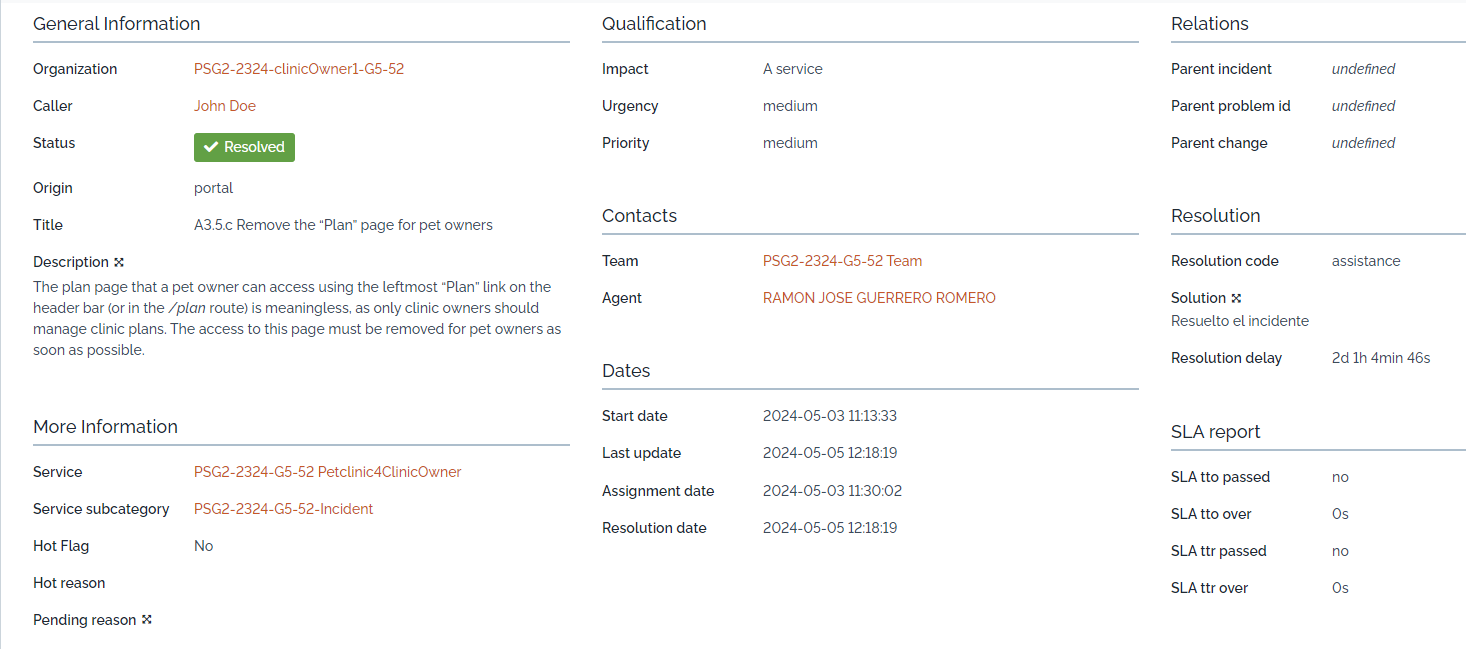 General Information
Organization PSG2-2324-clinicOwner1-G5-52
Caller John Doe
Status Resolved
Origin portal
Title A3.5.c Remove the “Plan” page for pet owners
Description
The plan page that a pet owner can access using the leftmost “Plan” link on the
header bar (or in the /plan route) is meaningless, as only clinic owners should
manage clinic plans. The access to this page must be removed for pet owners as
soon as possible.
More Information
Service PSG2-2324-G5-52 Petclinic4ClinicOwner
Service subcategory PSG2-2324-G5-52-Incident
Hot Flag No
Hot reason
Pending reason
Qualification
Impact A service
Urgency medium
Priority medium
Contacts
Team PSG2-2324-G5-52 Team
Agent RAMON JOSE GUERRERO ROMERO
Dates
Start date 2024-05-03 11:13:33
Last update 2024-05-05 12:18:19
Assignment date 2024-05-03 11:30:02
Resolution date 2024-05-05 12:18:19
Relations
Parent incident undefined
Parent problem id undefined
Parent change undefined
Resolution
Resolution code assistance
Solution
Resuelto el incidente
Resolution delay 2d 1h 4min 46s
SLA report
SLA tto passed no
SLA tto over 0s
SLA ttr passed no
SLA ttr over 0s